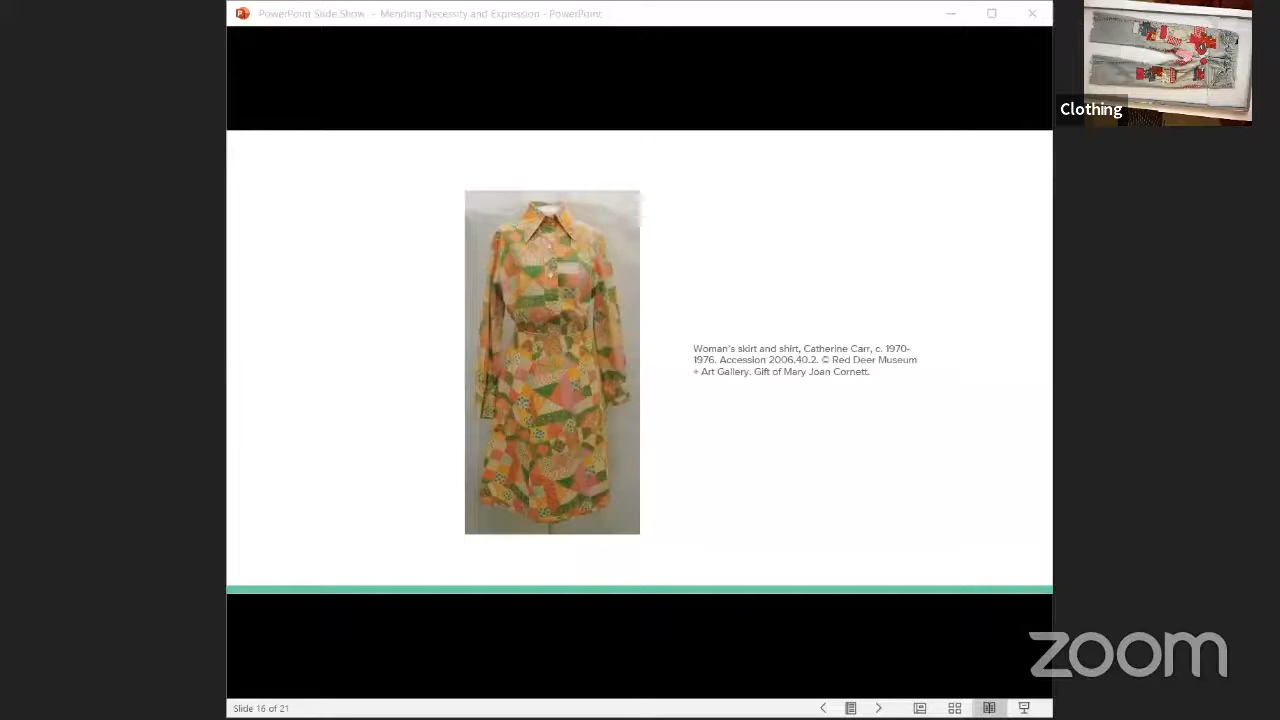 PowerPoint Slide Show - Mending Necessity and Expression - PowerPoint
Clothing
Woman's skirt and shirt, Catherine Carr, c. 1970-
1976. Accession 2006.40.2. © Red Deer Museum
+ Art Gallery. Gift of Mary Joan Cornett.
zoom
Slide 16 of 21